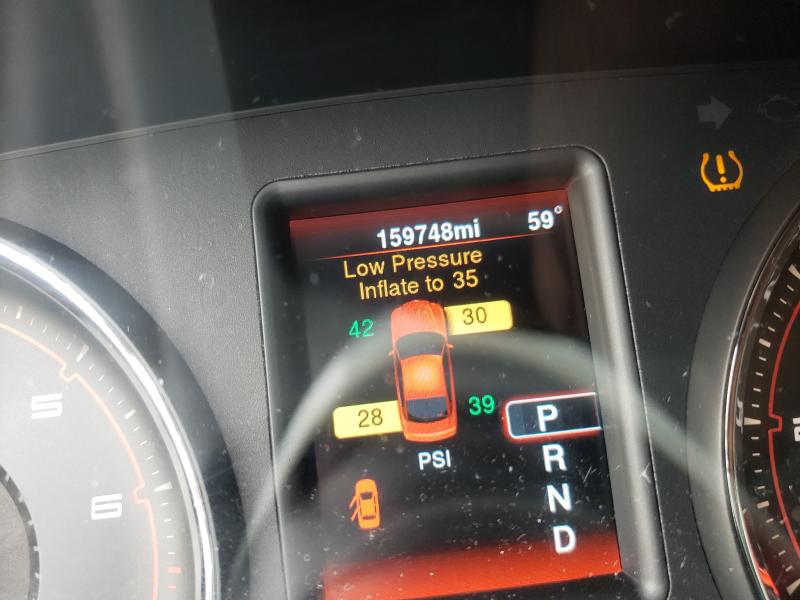 159748mi 59°
Low Pressure
Inflate to 35
42 30
28 39
PSI
P
R
N
D
5
6